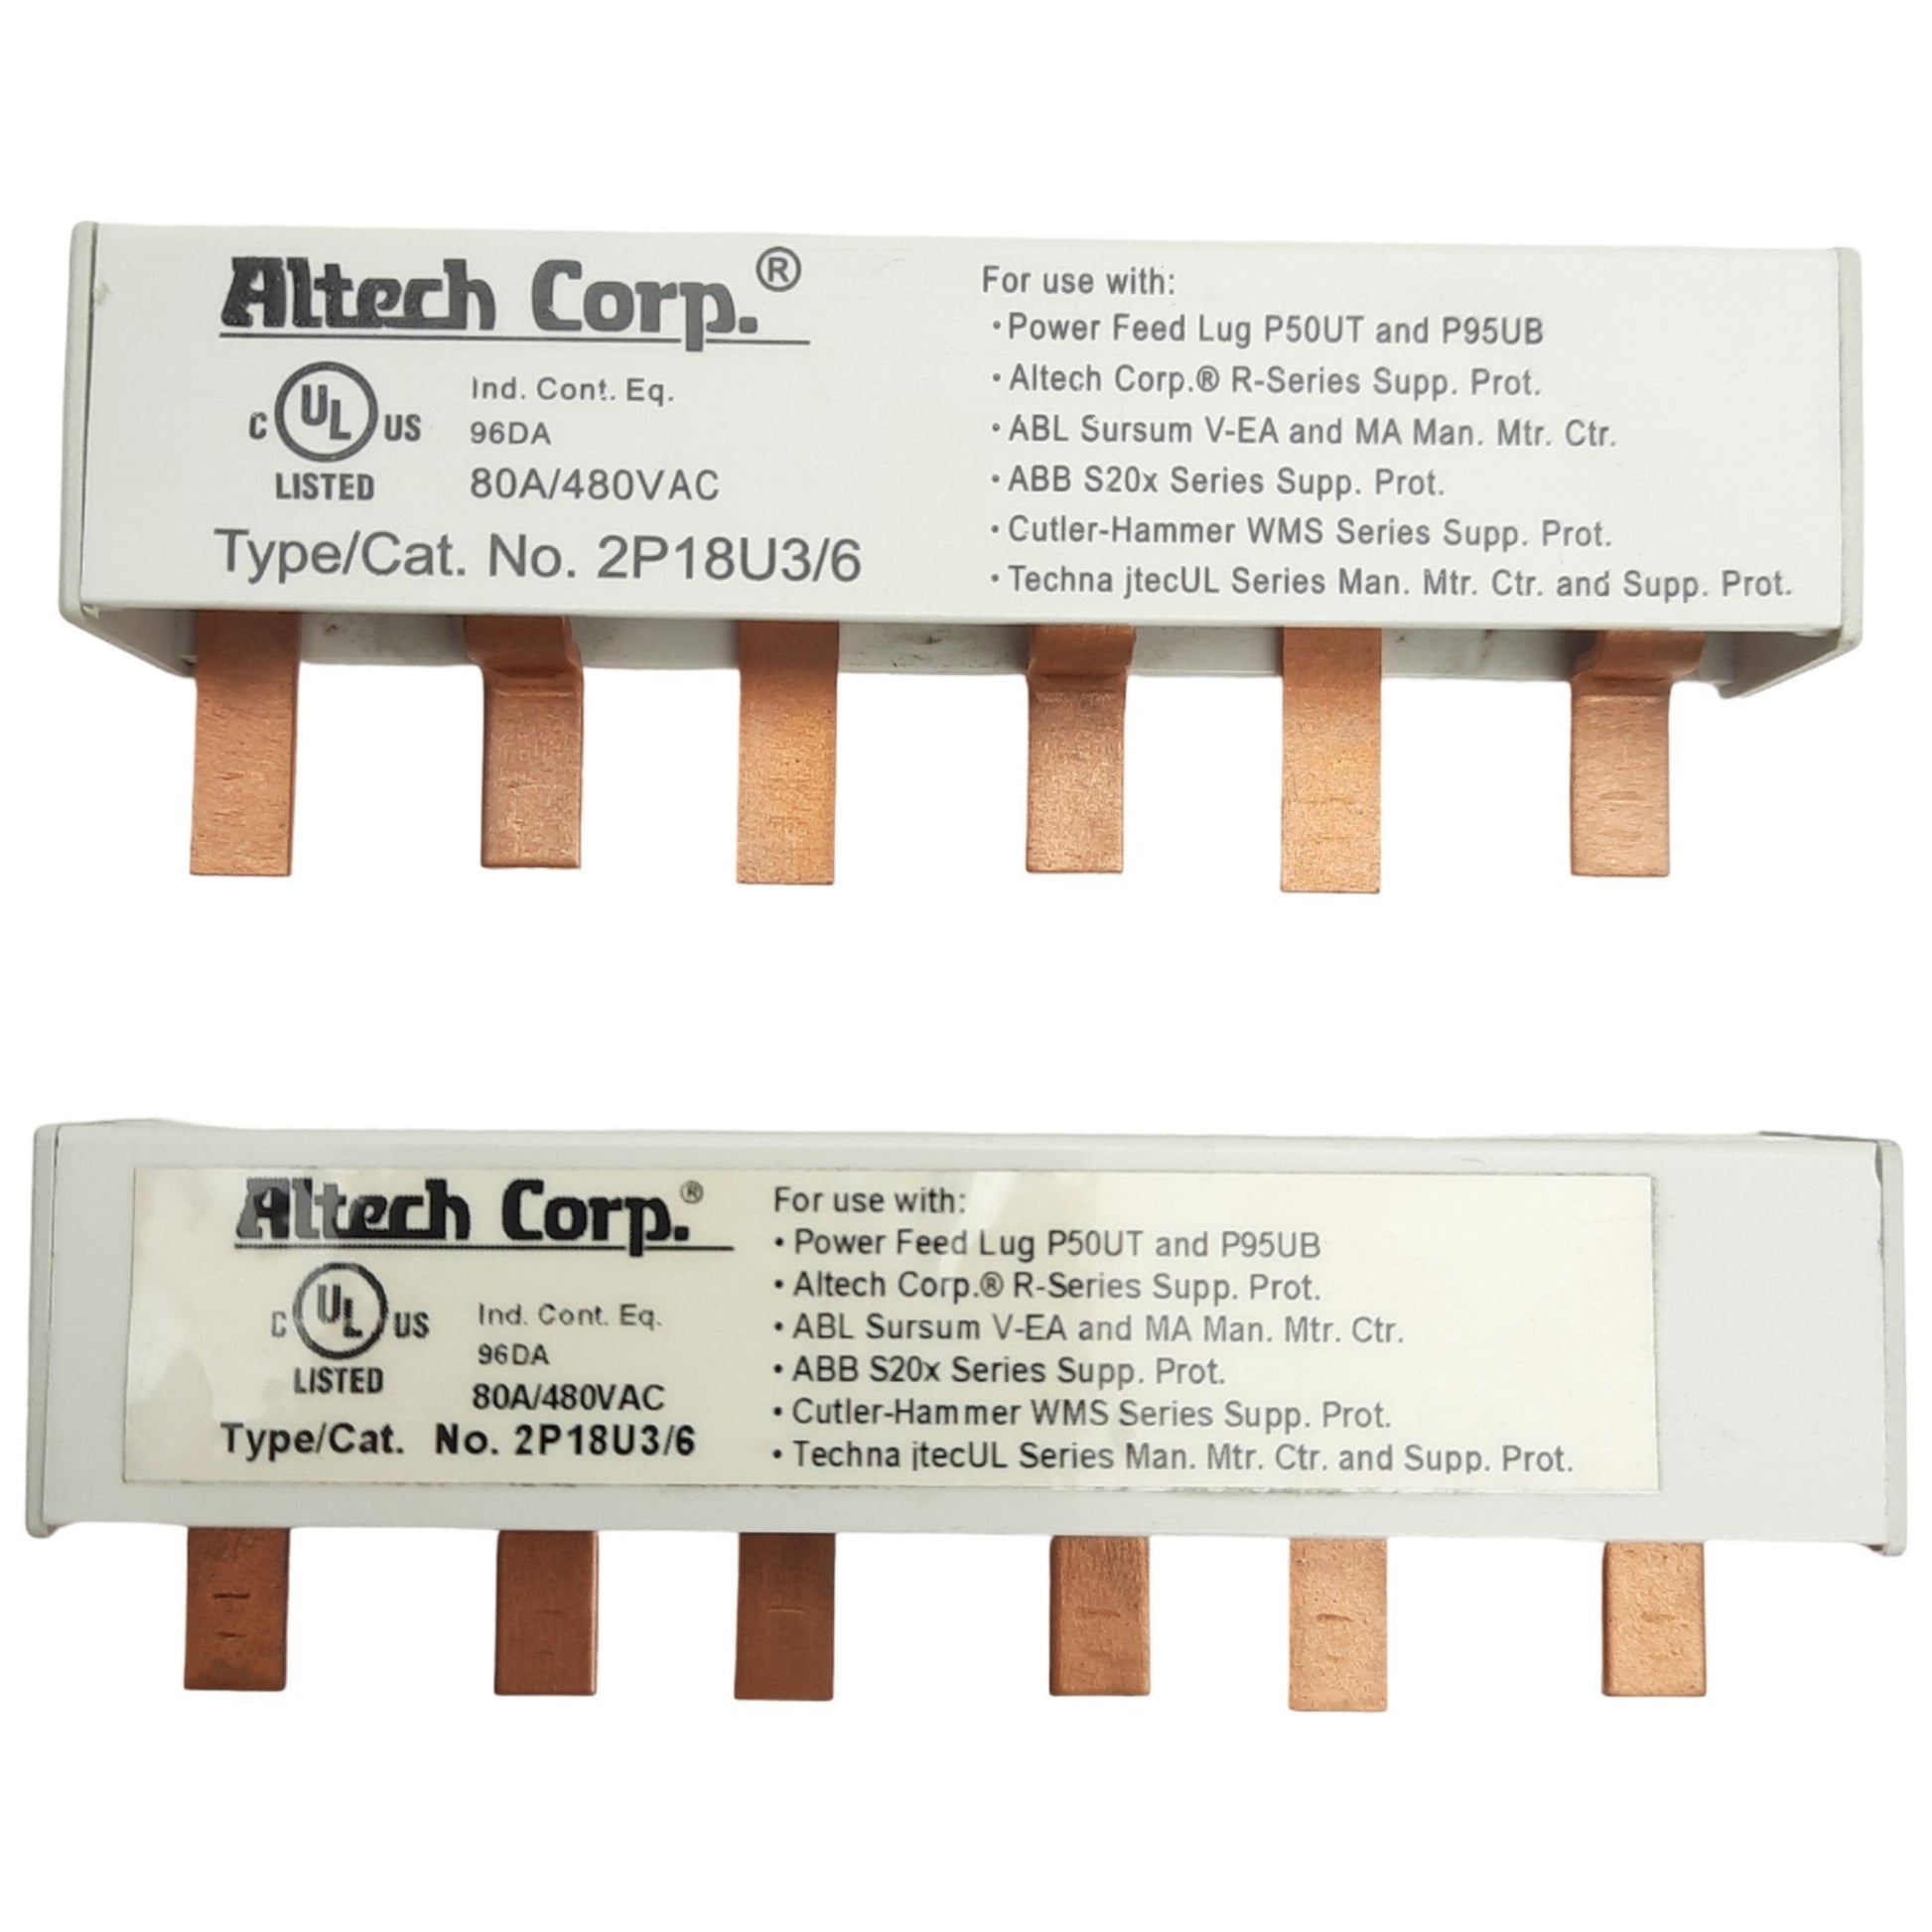 Altech Corp.®
C UL US
LISTED
Ind. Cont. Eq.
96DA
80A/480VAC
Type/Cat. No. 2P18U3/6
For use with:
•Power Feed Lug P50UT and P95UB
•Altech Corp.® R-Series Supp. Prot.
•ABL Sursum V-EA and MA Man. Mtr. Ctr.
•ABB S20x Series Supp. Prot.
•Cutler-Hammer WMS Series Supp. Prot.
•Techna jtecUL Series Man. Mtr. Ctr. and Supp. Prot.
Altech Corp.®
C UL US
LISTED
Ind. Cont. Eq.
96DA
80A/480VAC
Type/Cat. No. 2P18U3/6
For use with:
• Power Feed Lug P50UT and P95UB
• Altech Corp.® R-Series Supp. Prot.
• ABL Sursum V-EA and MA Man. Mtr. Ctr.
• ABB S20x Series Supp. Prot.
• Cutler-Hammer WMS Series Supp. Prot.
• Techna jtecUL Series Man. Mtr. Ctr. and Supp. Prot.